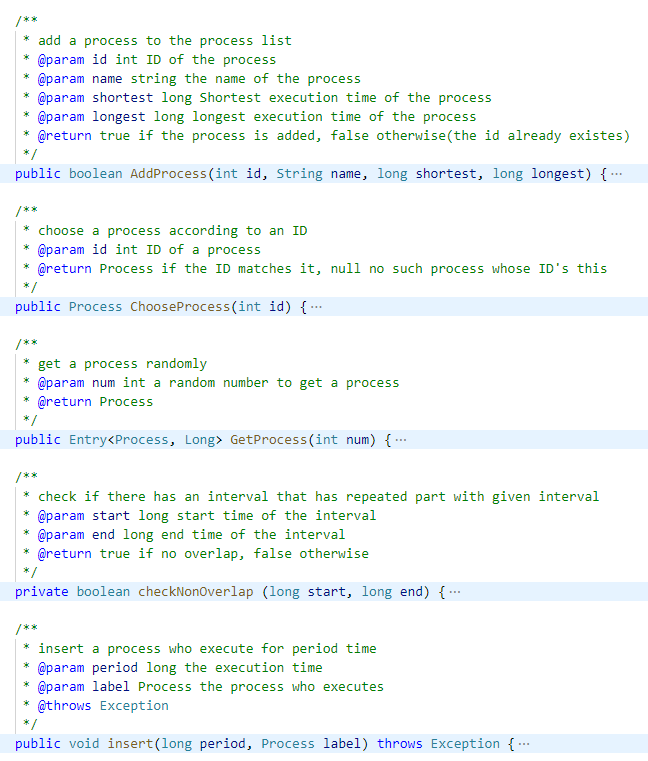 /**
* add a process to the process list
* @param id int ID of the process
* @param name string the name of the process
* @param shortest long Shortest execution time of the process
* @param longest long longest execution time of the process
* @return true if the process is added, false otherwise(the id already existes)
*/
public boolean AddProcess(int id, String name, long shortest, long longest) {···
/**
* choose a process according to an ID
* @param id int ID of a process
* @return Process if the ID matches it, null no such process whose ID's this
*/
public Process ChooseProcess(int id) {···
/**
* get a process randomly
* @param num int a random number to get a process
* @return Process
*/
public Entry<Process, Long> GetProcess(int num) {···
/**
* check if there has an interval that has repeated part with given interval
* @param start long start time of the interval
* @param end long end time of the interval
* @return true if no overlap, false otherwise
*/
private boolean checkNonOverlap (long start, long end) {···
/**
* insert a process who execute for period time
* @param period long the execution time
* @param label Process the process who executes
* @throws Exception
*/
public void insert(long period, Process label) throws Exception {···